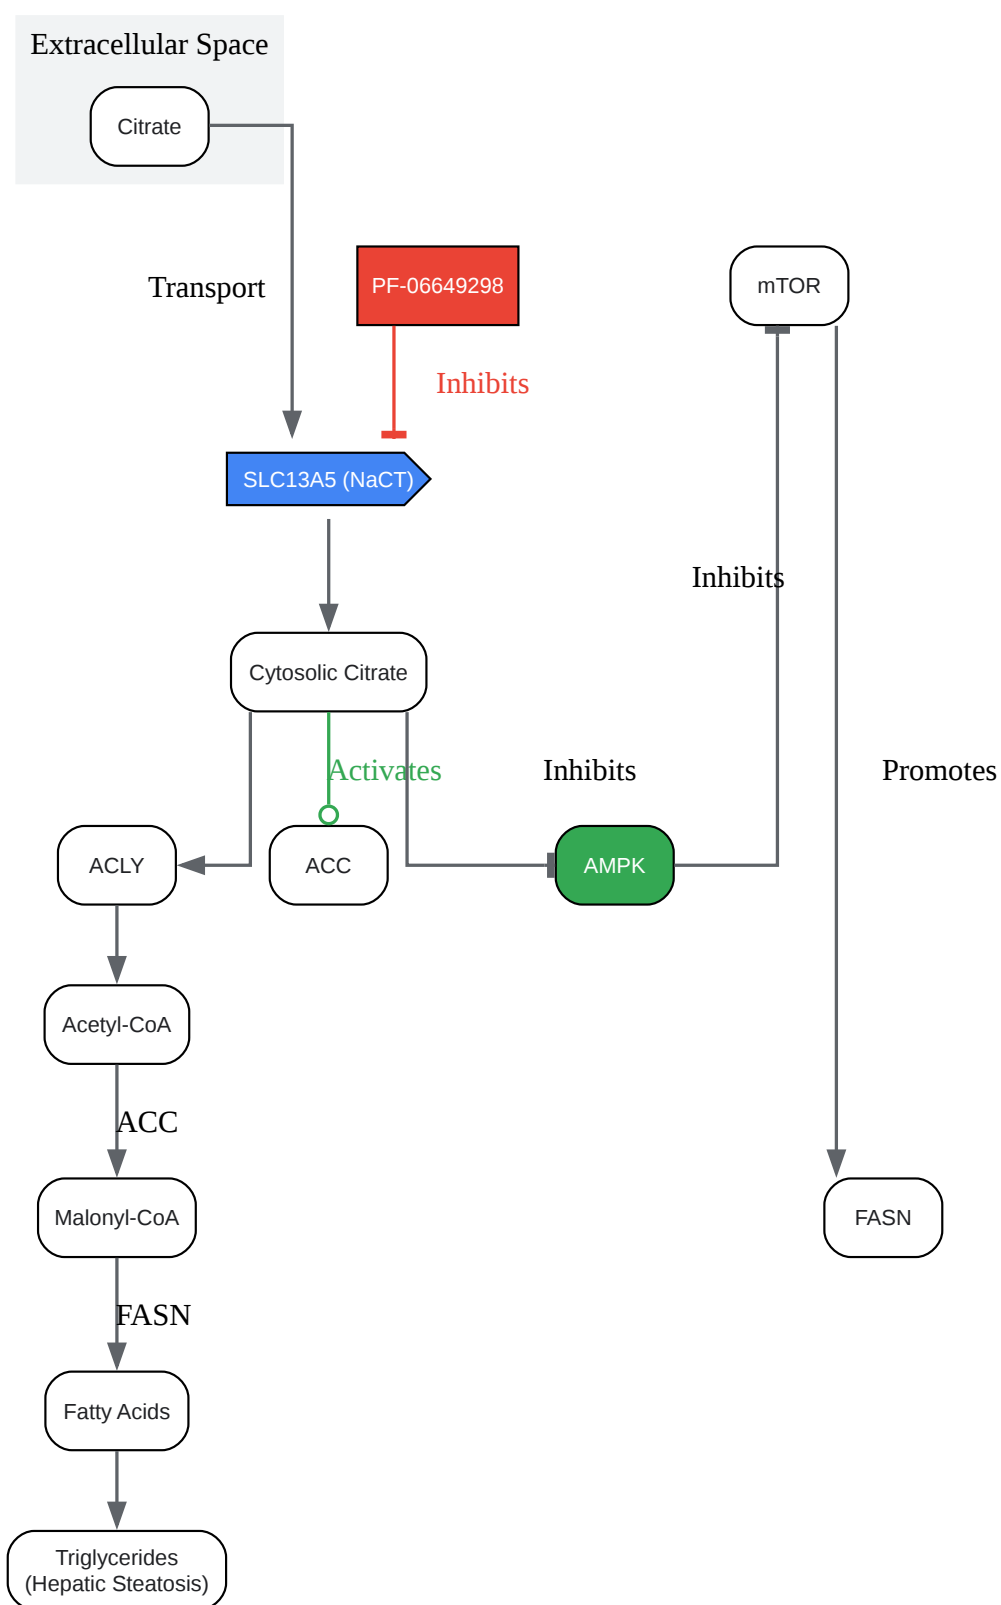 Extracellular Space
Citrate
Transport
PF-06649298
mTOR
Inhibits
SLC13A5 (NaCT)
Inhibits
Cytosolic Citrate
Activates
Inhibits
Promotes
ACLY
ACC
AMPK
Acetyl-CoA
ACC
Malonyl-CoA
FASN
FASN
Fatty Acids
Triglycerides
(Hepatic Steatosis)